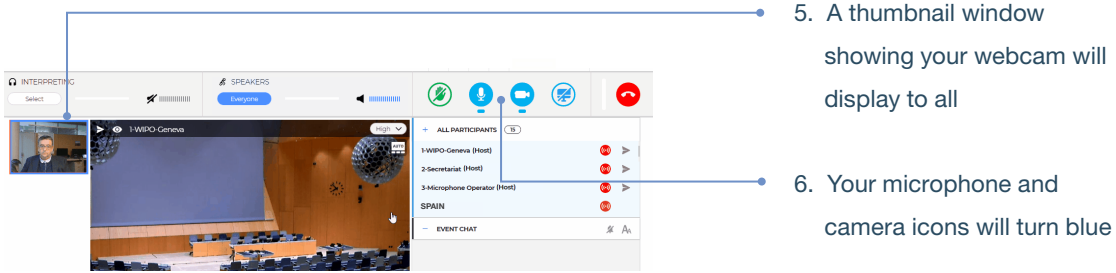 5. A thumbnail window
showing your webcam will
display to all
INTERPRETING
SPEAKERS
Select
Everyone
1-WIPO-Geneva
High
AUTO
+ ALL PARTICIPANTS 15
1-WIPO-Geneva (Host)
2-Secretariat (Host)
3-Microphone Operator (Host)
SPAIN
− EVENT CHAT
AA
6. Your microphone and
camera icons will turn blue